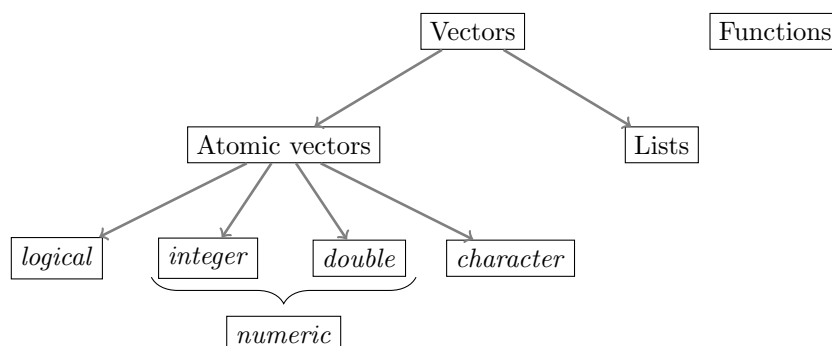 Vectors
Functions
Atomic vectors
Lists
logical
integer
double
character
numeric